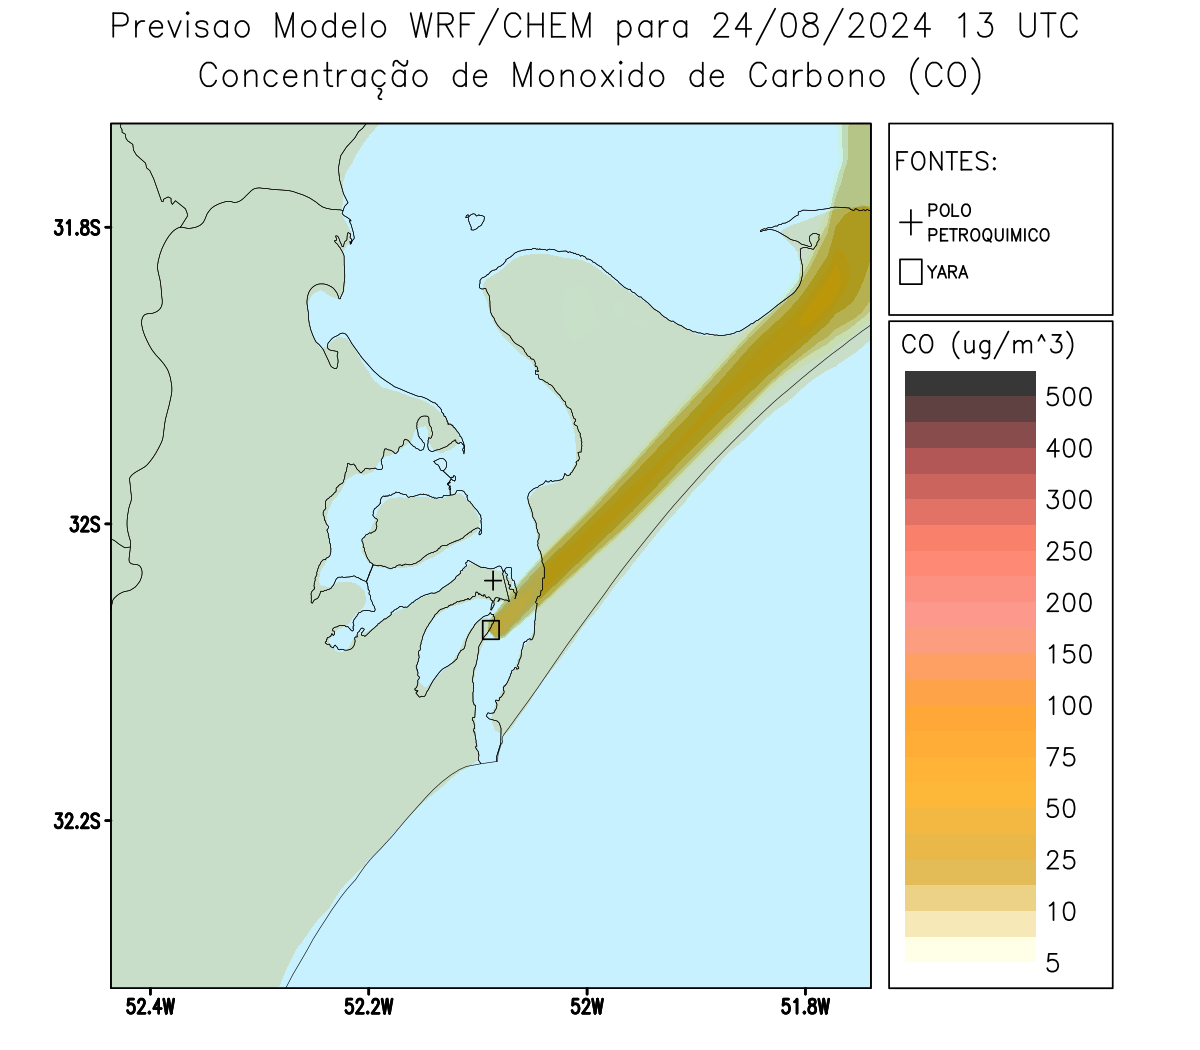 Previsao Modelo WRF/CHEM para 24/08/2024 13 UTC
Concentração de Monoxido de Carbono (CO)
FONTES:
POLO
PETROQUIMICO
YARA
CO (ug/m^3)
500
400
300
250
200
150
100
75
50
25
10
5
31.8S
32S
32.2S
52.4W
52.2W
52W
51.8W